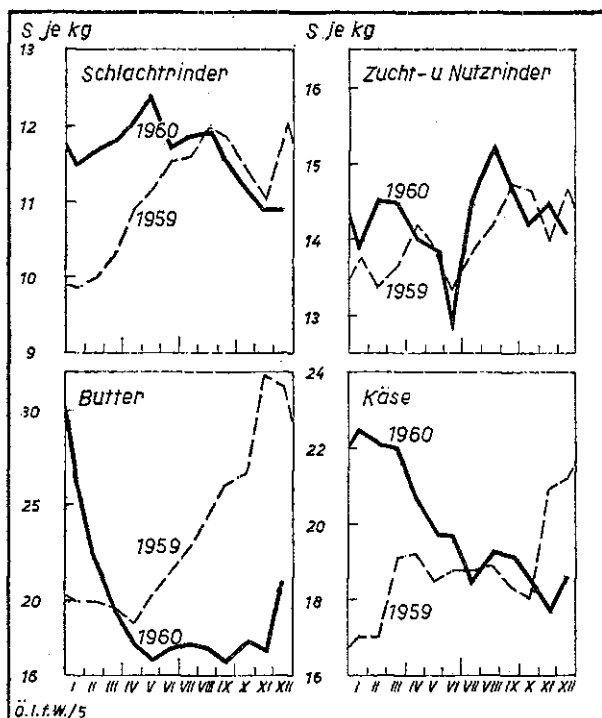 S je kg
13
12
11
10
9
Schlachtrinder
1960
1959
S. je kg
16
15
14
13
Zucht- u Nutzrinder
1960
1959
30
25
20
16
Butter
1959
1960
I II III IV V VI VII VIII IX X XI XII
24
22
20
18
16
Käse
1960
1959
I II III IV V VI VII VIII IX X XI XII
Ö.I.f.W./5